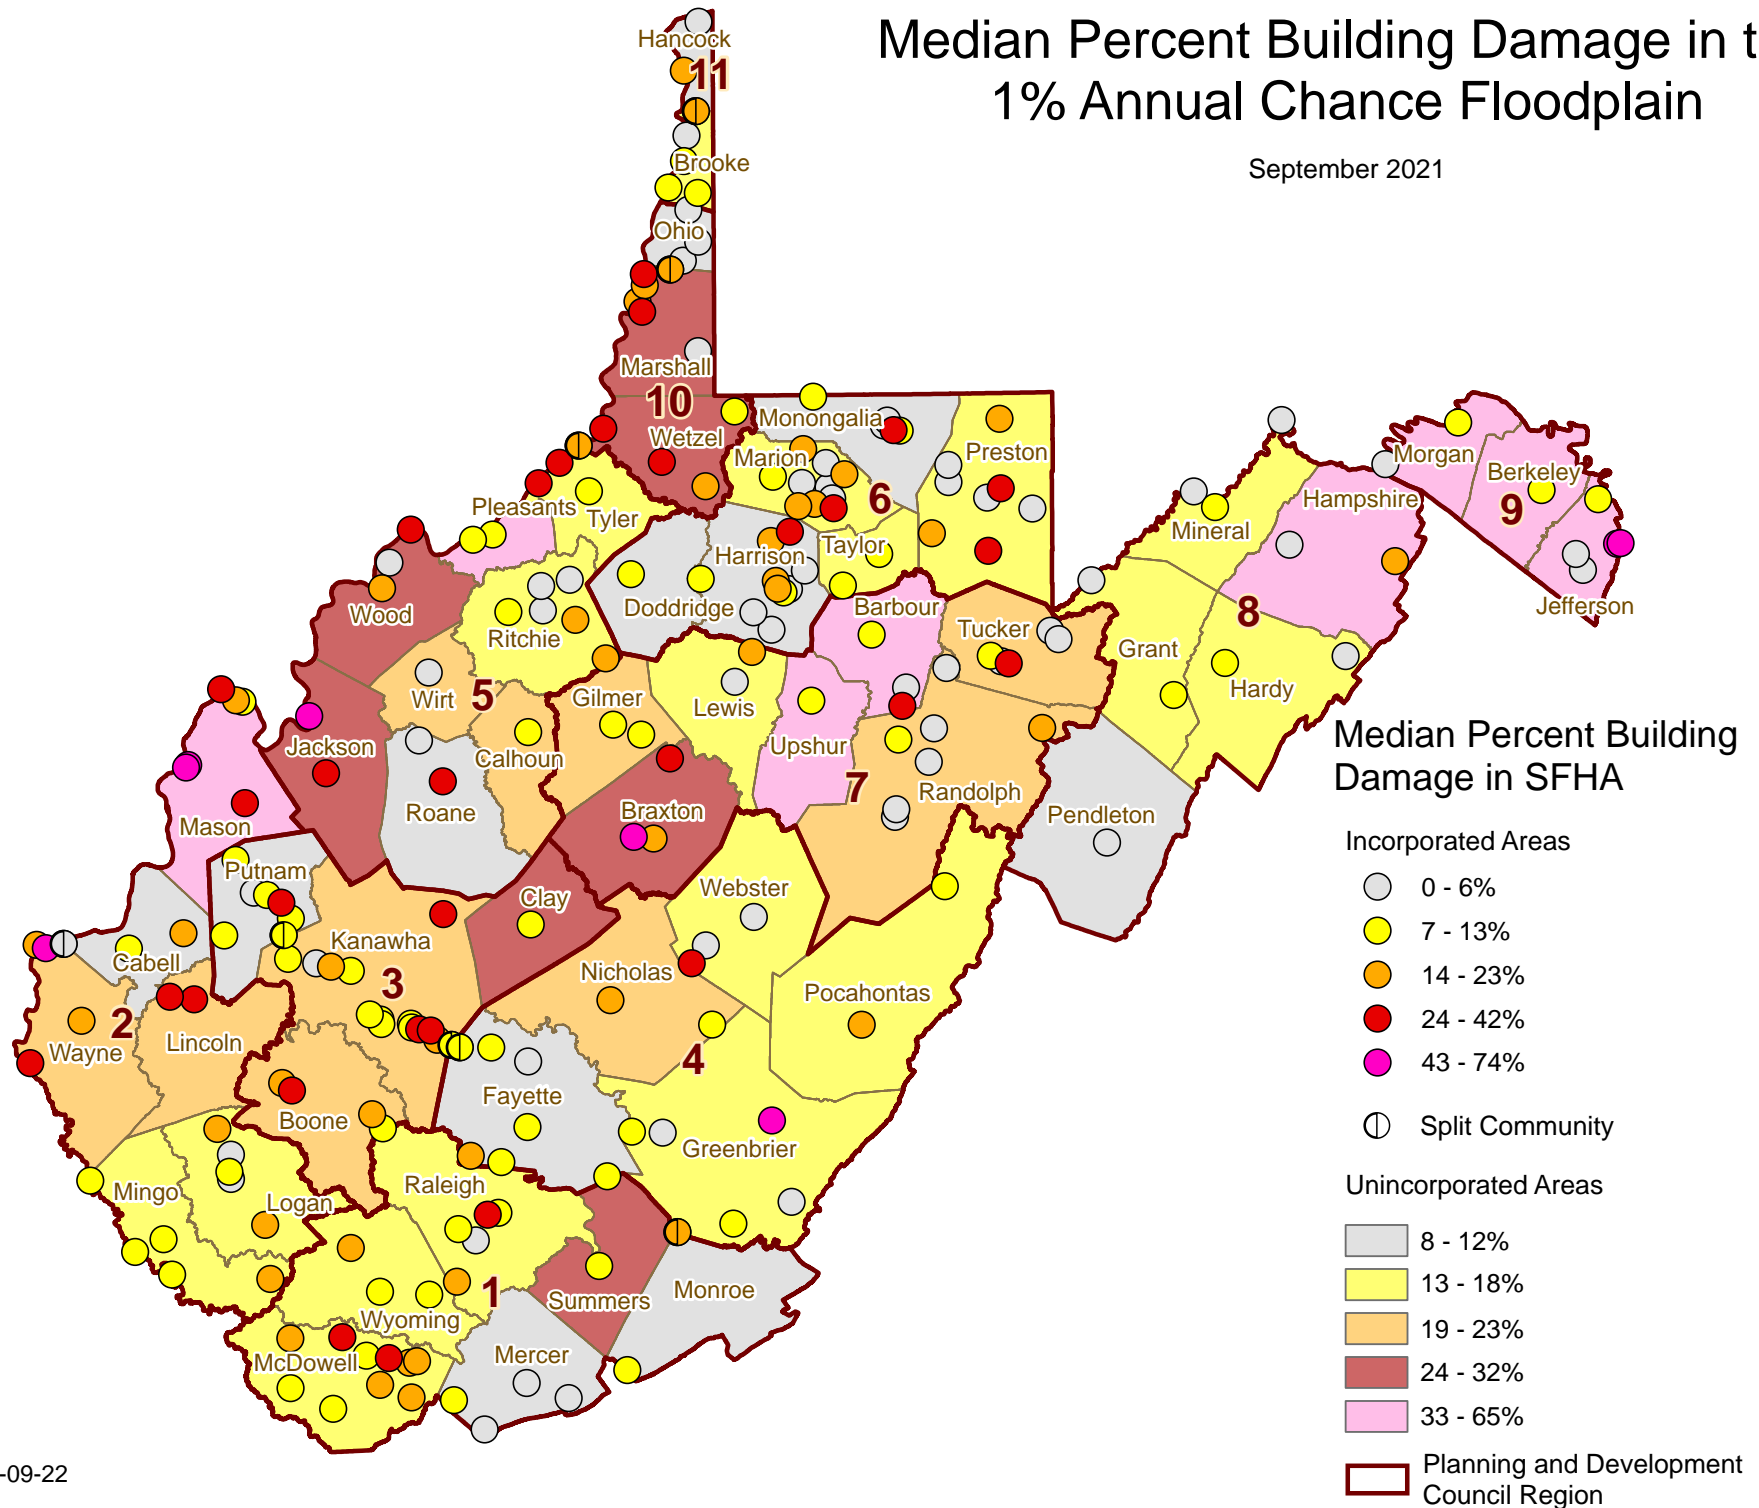 Median Percent Building Damage in t
1% Annual Chance Floodplain
September 2021
Hancock
11
Brooke
Ohio
Marshall
10
Wetzel
Monongalia
Marion
Preston
6
Pleasants
Tyler
Harrison
Taylor
Mineral
Hampshire
Morgan
Berkeley
9
Jefferson
Wood
Ritchie
Doddridge
Barbour
Tucker
Grant
8
Hardy
Wirt
5
Gilmer
Lewis
Jackson
Calhoun
Upshur
7
Randolph
Roane
Braxton
Pendleton
Mason
Putnam
Clay
Webster
Kanawha
3
Cabell
Nicholas
Pocahontas
2
Wayne
Lincoln
4
Boone
Fayette
Greenbrier
Mingo
Logan
Raleigh
1
Summers
Monroe
Wyoming
McDowell
Mercer
Median Percent Building
Damage in SFHA
Incorporated Areas
0 - 6%
7 - 13%
14 - 23%
24 - 42%
43 - 74%
Split Community
Unincorporated Areas
8 - 12%
13 - 18%
19 - 23%
24 - 32%
33 - 65%
Planning and Development
Council Region
-09-22